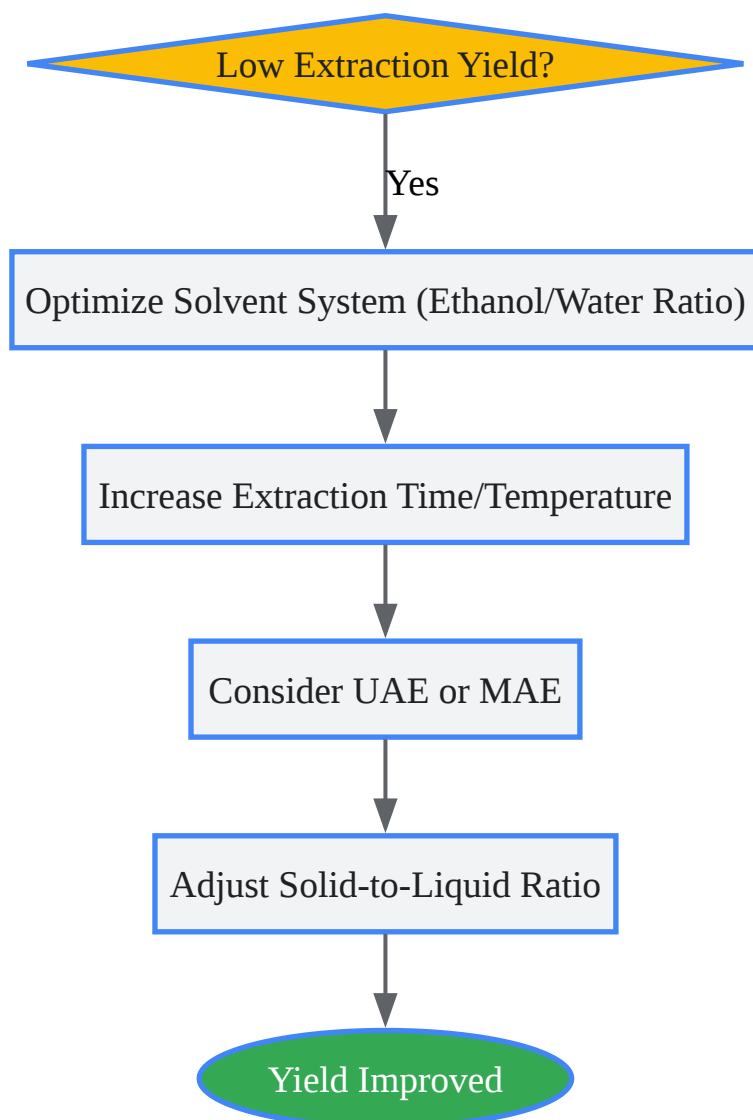 Low Extraction Yield?
Yes
Optimize Solvent System (Ethanol/Water Ratio)
Increase Extraction Time/Temperature
Consider UAE or MAE
Adjust Solid-to-Liquid Ratio
Yield Improved